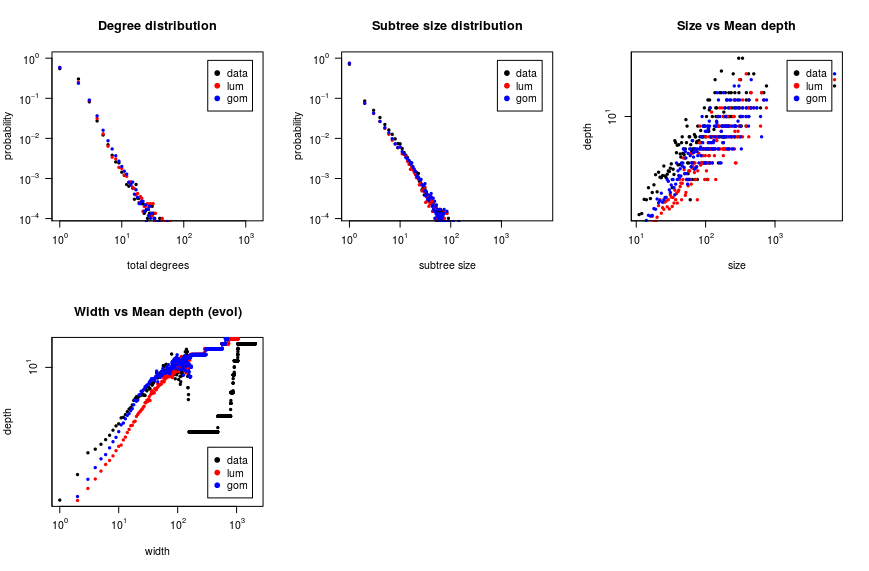 Degree distribution
probability
10^0
10^-1
10^-2
10^-3
10^-4
data
lum
gom
10^0 10^1 10^2 10^3
total degrees
Subtree size distribution
probability
10^0
10^-1
10^-2
10^-3
10^-4
data
lum
gom
10^0 10^1 10^2 10^3
subtree size
Size vs Mean depth
depth
10^1
data
lum
gom
10^1 10^2 10^3
size
Width vs Mean depth (evol)
depth
10^1
data
lum
gom
10^0 10^1 10^2 10^3
width